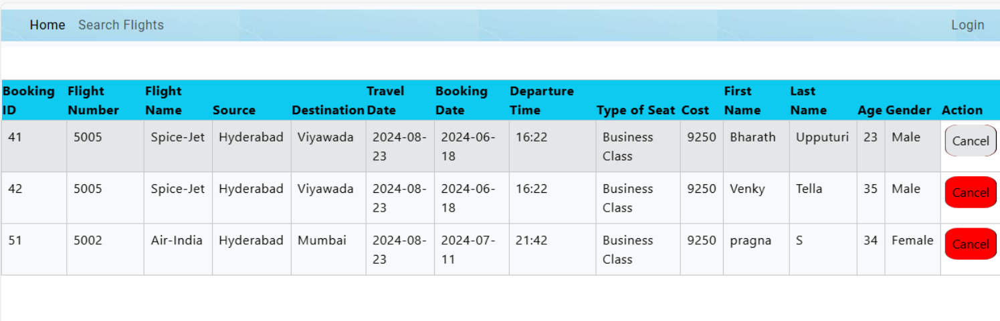 Home Search Flights Login
Booking ID Flight Number Flight Name Source Destination Travel Date Booking Date Departure Time Type of Seat Cost First Name Last Name Age Gender Action
41 5005 Spice-Jet Hyderabad Viyawada 2024-08-23 2024-06-18 16:22 Business Class 9250 Bharath Upputuri 23 Male Cancel
42 5005 Spice-Jet Hyderabad Viyawada 2024-08-23 2024-06-18 16:22 Business Class 9250 Venky Tella 35 Male Cancel
51 5002 Air-India Hyderabad Mumbai 2024-08-23 2024-07-11 21:42 Business Class 9250 pragna S 34 Female Cancel